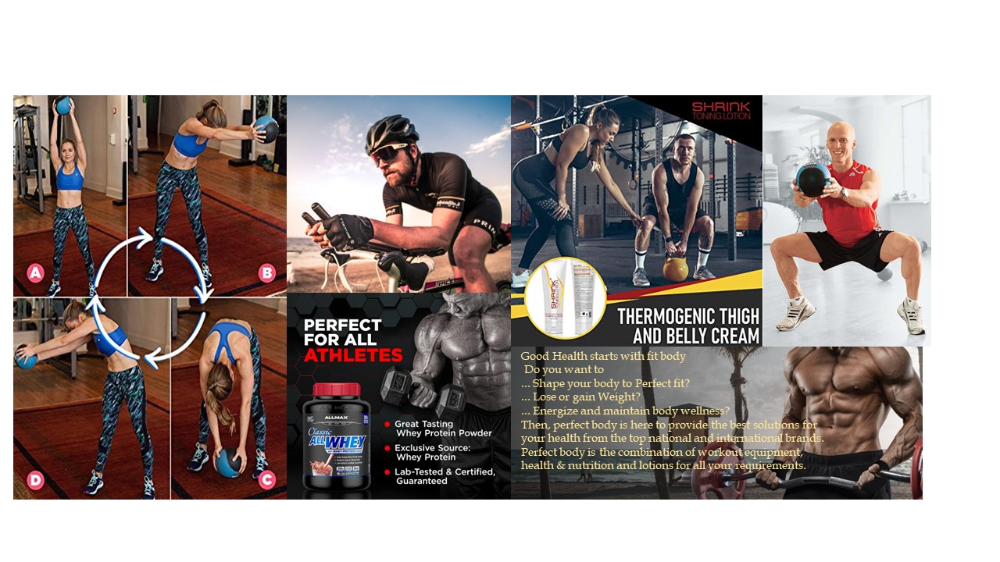 A
B
D
C
PRIM
PERFECT
FOR ALL
ATHLETES
ALLMAX
Classic
ALLWHEY
Great Tasting
Whey Protein Powder
Exclusive Source:
Whey Protein
Lab-Tested & Certified,
Guaranteed
SHRINK
TONING LOTION
SHRINK
THERMOGENIC THIGH
AND BELLY CREAM
Good Health starts with fit body
Do you want to
... Shape your body to Perfect fit?
... Lose or gain Weight?
... Energize and maintain body wellness?
Then, perfect body is here to provide the best solutions for
your health from the top national and international brands.
Perfect body is the combination of workout equipment,
health & nutrition and lotions for all your requirements.